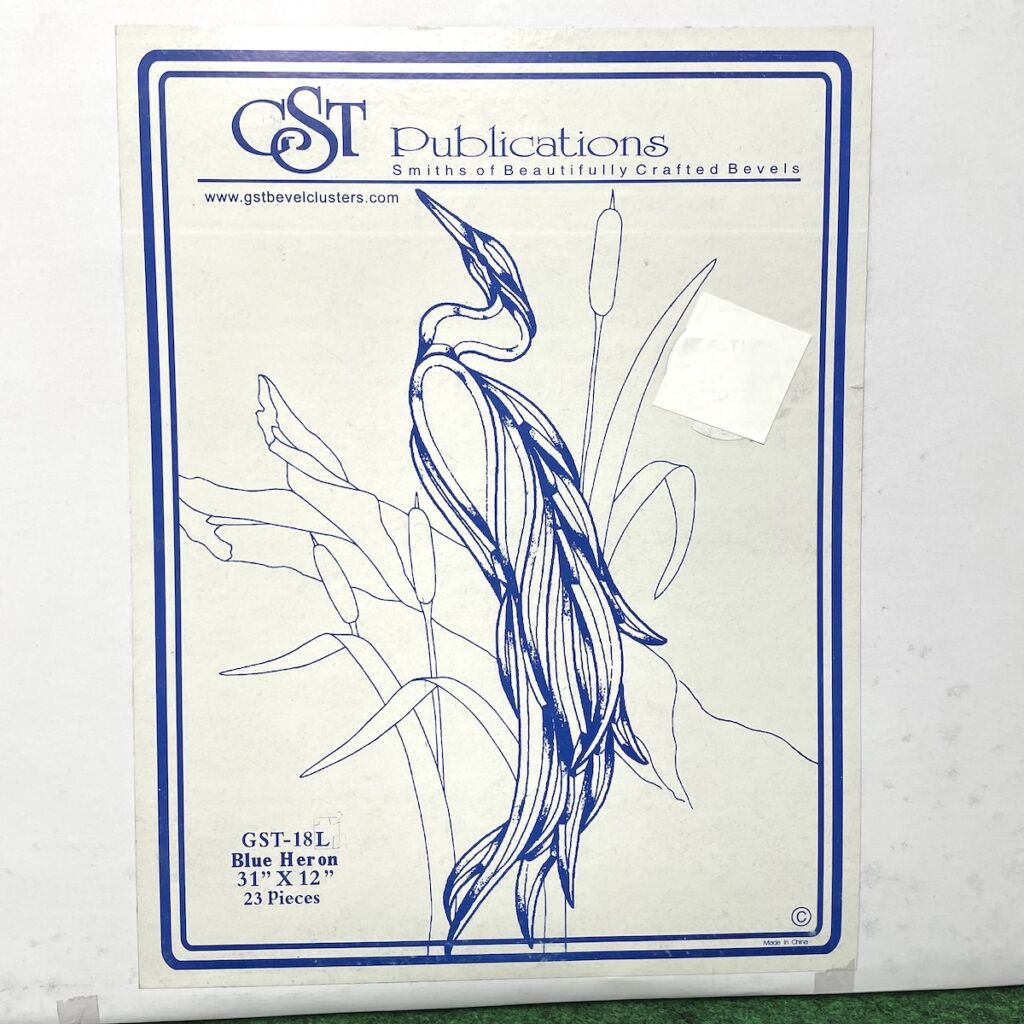 GST Publications
Smiths of Beautifully Crafted Bevels
www.gstbevelclusters.com
GST-18L
Blue Heron
31" X 12"
23 Pieces
©
Made in China